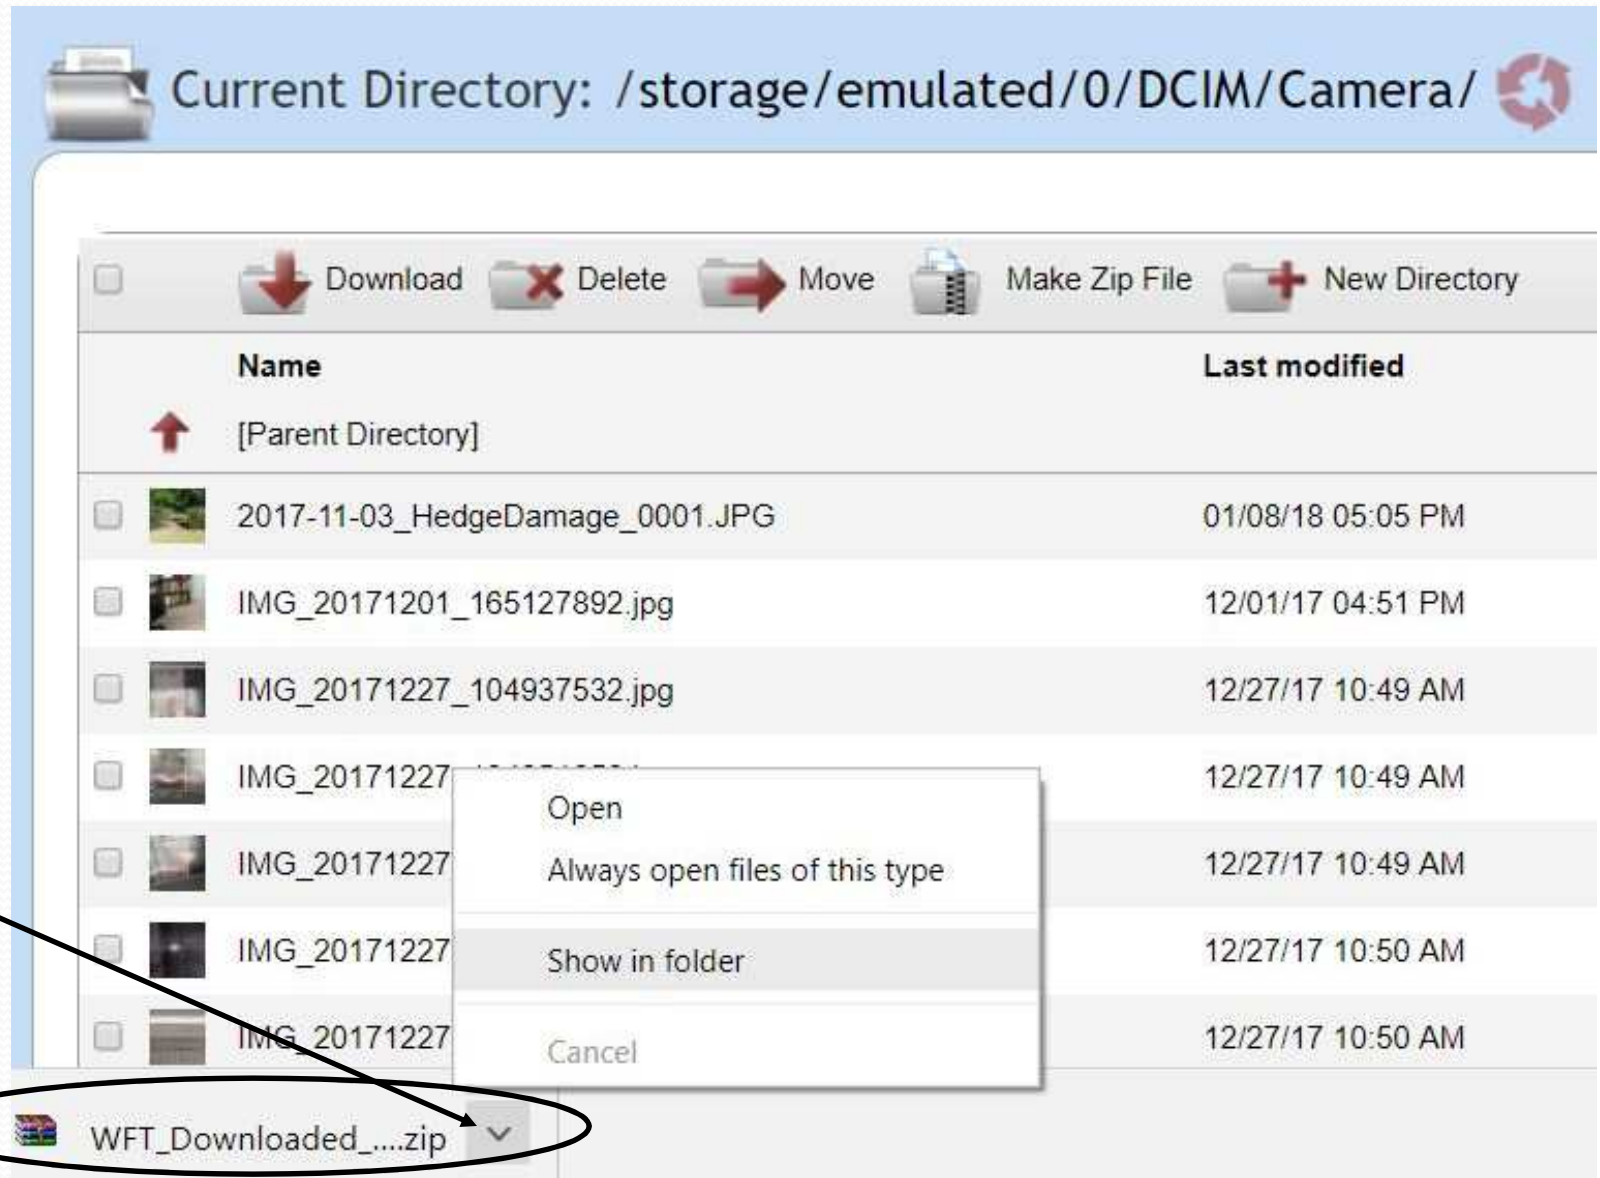 Current Directory: /storage/emulated/0/DCIM/Camera/
Download Delete Move Make Zip File New Directory
Name Last modified
[Parent Directory]
2017-11-03_HedgeDamage_0001.JPG 01/08/18 05:05 PM
IMG_20171201_165127892.jpg 12/01/17 04:51 PM
IMG_20171227_104937532.jpg 12/27/17 10:49 AM
IMG_20171227 12/27/17 10:49 AM
Open
IMG_20171227 12/27/17 10:49 AM
Always open files of this type
IMG_20171227 12/27/17 10:50 AM
Show in folder
IMG_20171227 12/27/17 10:50 AM
Cancel
WFT_Downloaded_....zip